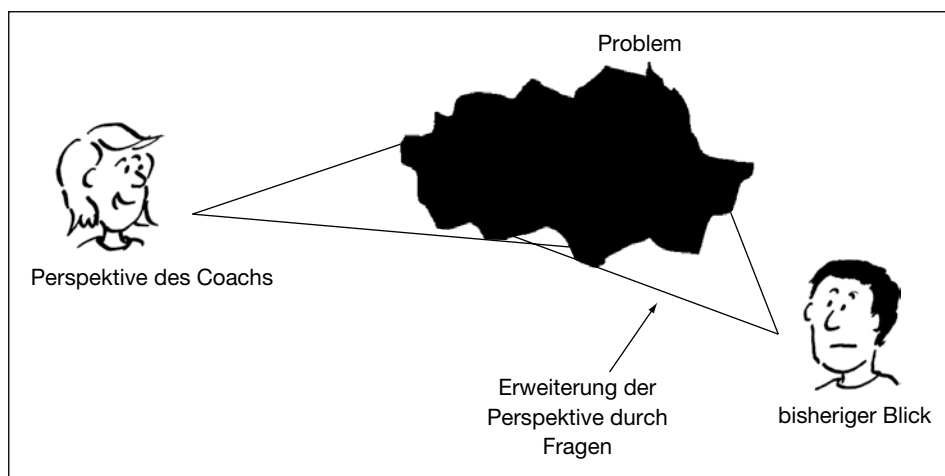 Problem
Perspektive des Coachs
Erweiterung der
Perspektive durch
Fragen
bisheriger Blick